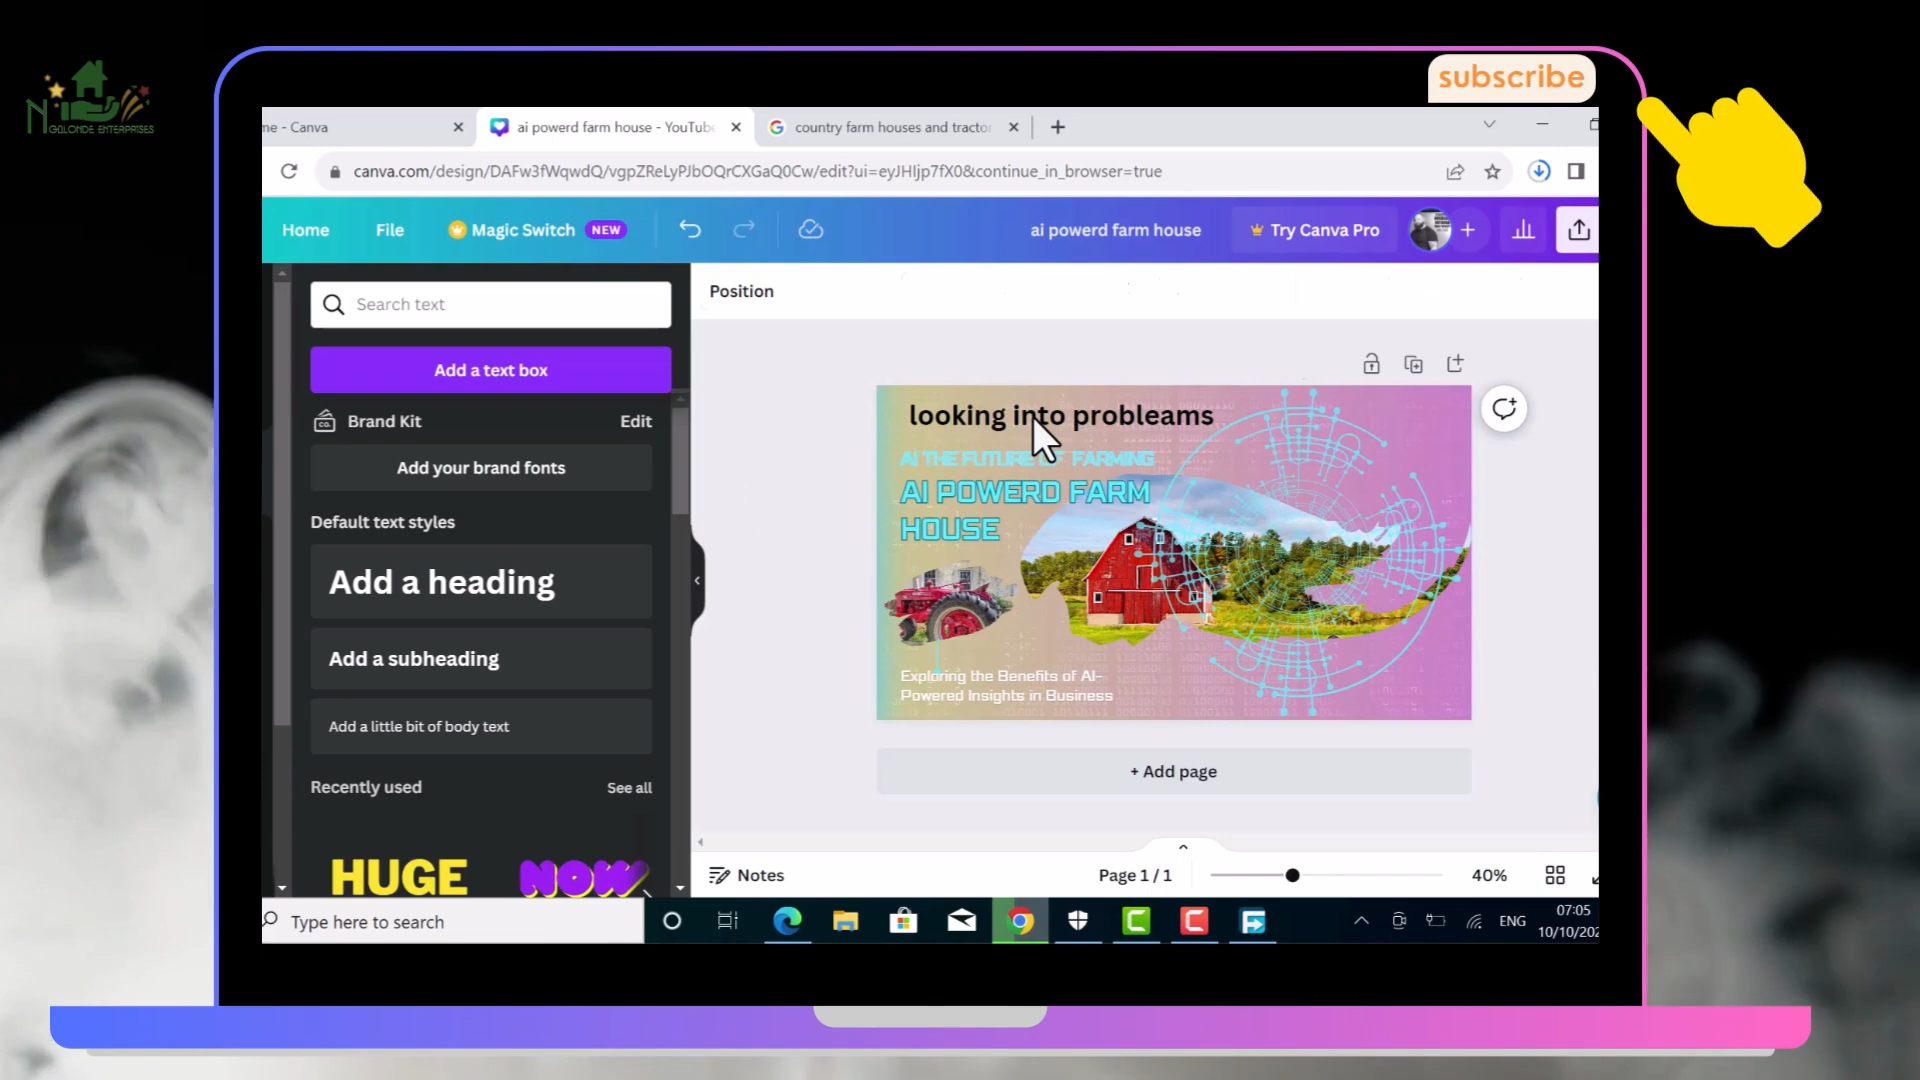 subscribe
N
GOLONDE ENTERPRISES
me - Canva
ai powerd farm house - YouTube
country farm houses and tracto
canva.com/design/DAFw3fWqwdQ/vgpZReLyPJbOQrCXGaQ0Cw/edit?ui=eyJHIjp7fX0&continue_in_browser=true
Home
File
Magic Switch
NEW
ai powerd farm house
Try Canva Pro
Search text
Position
Add a text box
Brand Kit
Edit
Add your brand fonts
Default text styles
Add a heading
Add a subheading
Add a little bit of body text
Recently used
See all
HUGE
NOW
looking into probleams
AI THE FUTURE OF FARMING
AI POWERD FARM
HOUSE
Exploring the Benefits of AI-
Powered Insights in Business
+ Add page
Notes
Page 1 / 1
40%
Type here to search
ENG
07:05
10/10/202